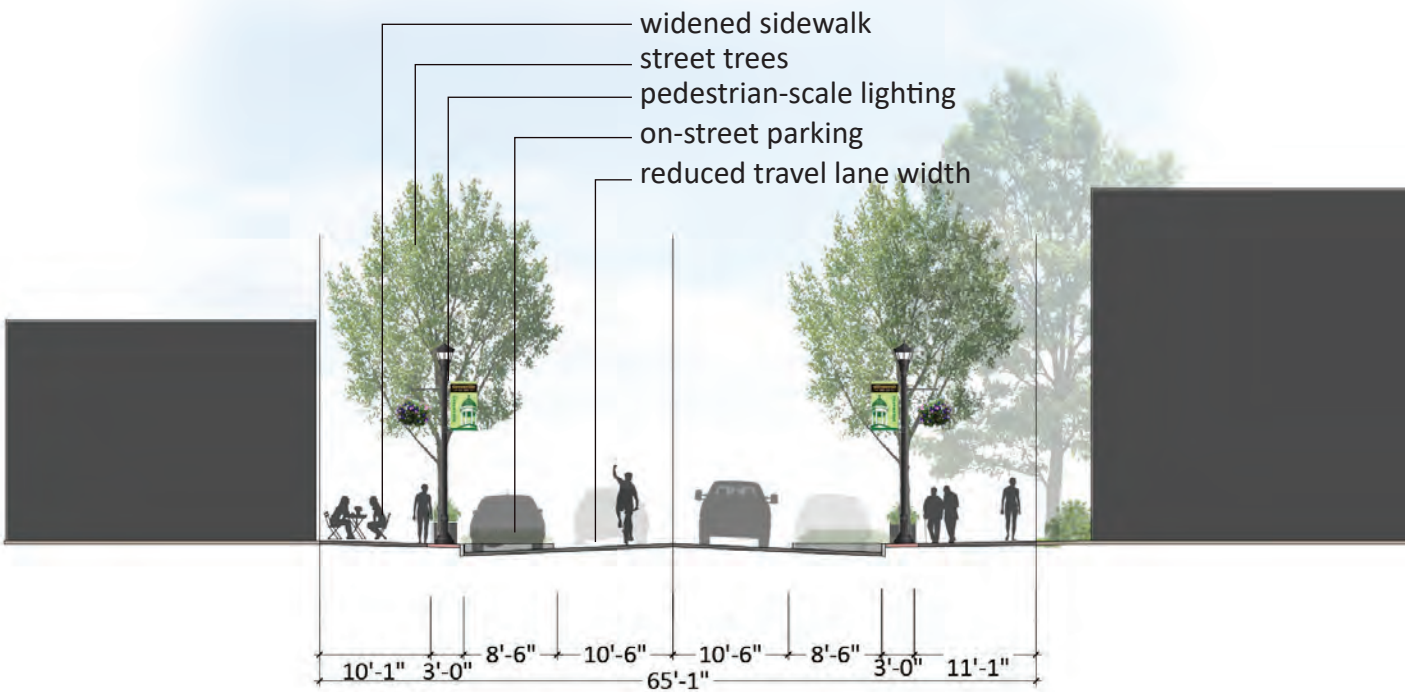 widened sidewalk
street trees
pedestrian-scale lighting
on-street parking
reduced travel lane width
8'-6" 10'-6" 10'-6" 8'-6"
10'-1" 3'-0" 3'-0" 11'-1"
65'-1"